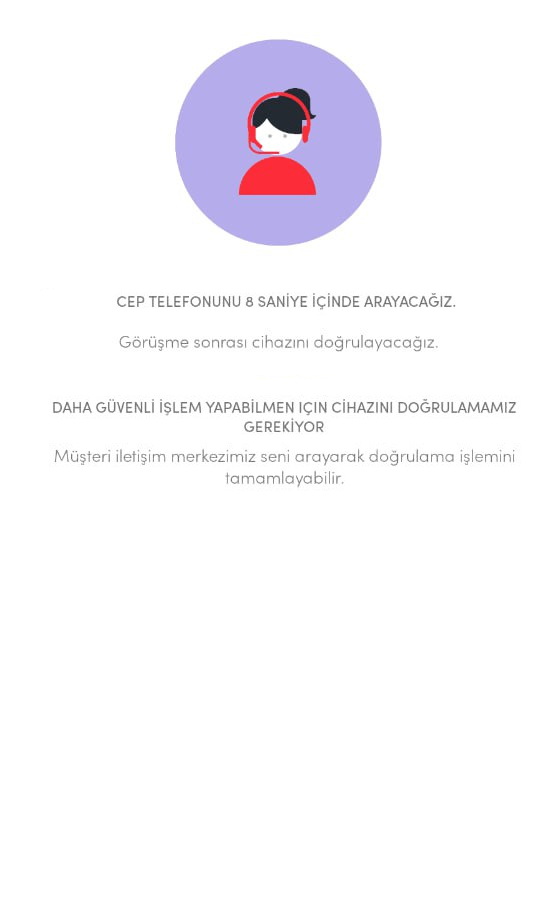 CEP TELEFONUNU 8 SANİYE İÇİNDE ARAYACAĞIZ.
Görüşme sonrası cihazını doğrulayacağız.
DAHA GÜVENLİ İŞLEM YAPABİLMEN IÇIN CİHAZINI DOĞRULAMAMIZ
GEREKİYOR
Müşteri iletişim merkezimiz seni arayarak doğrulama işlemini
tamamlayabilir.